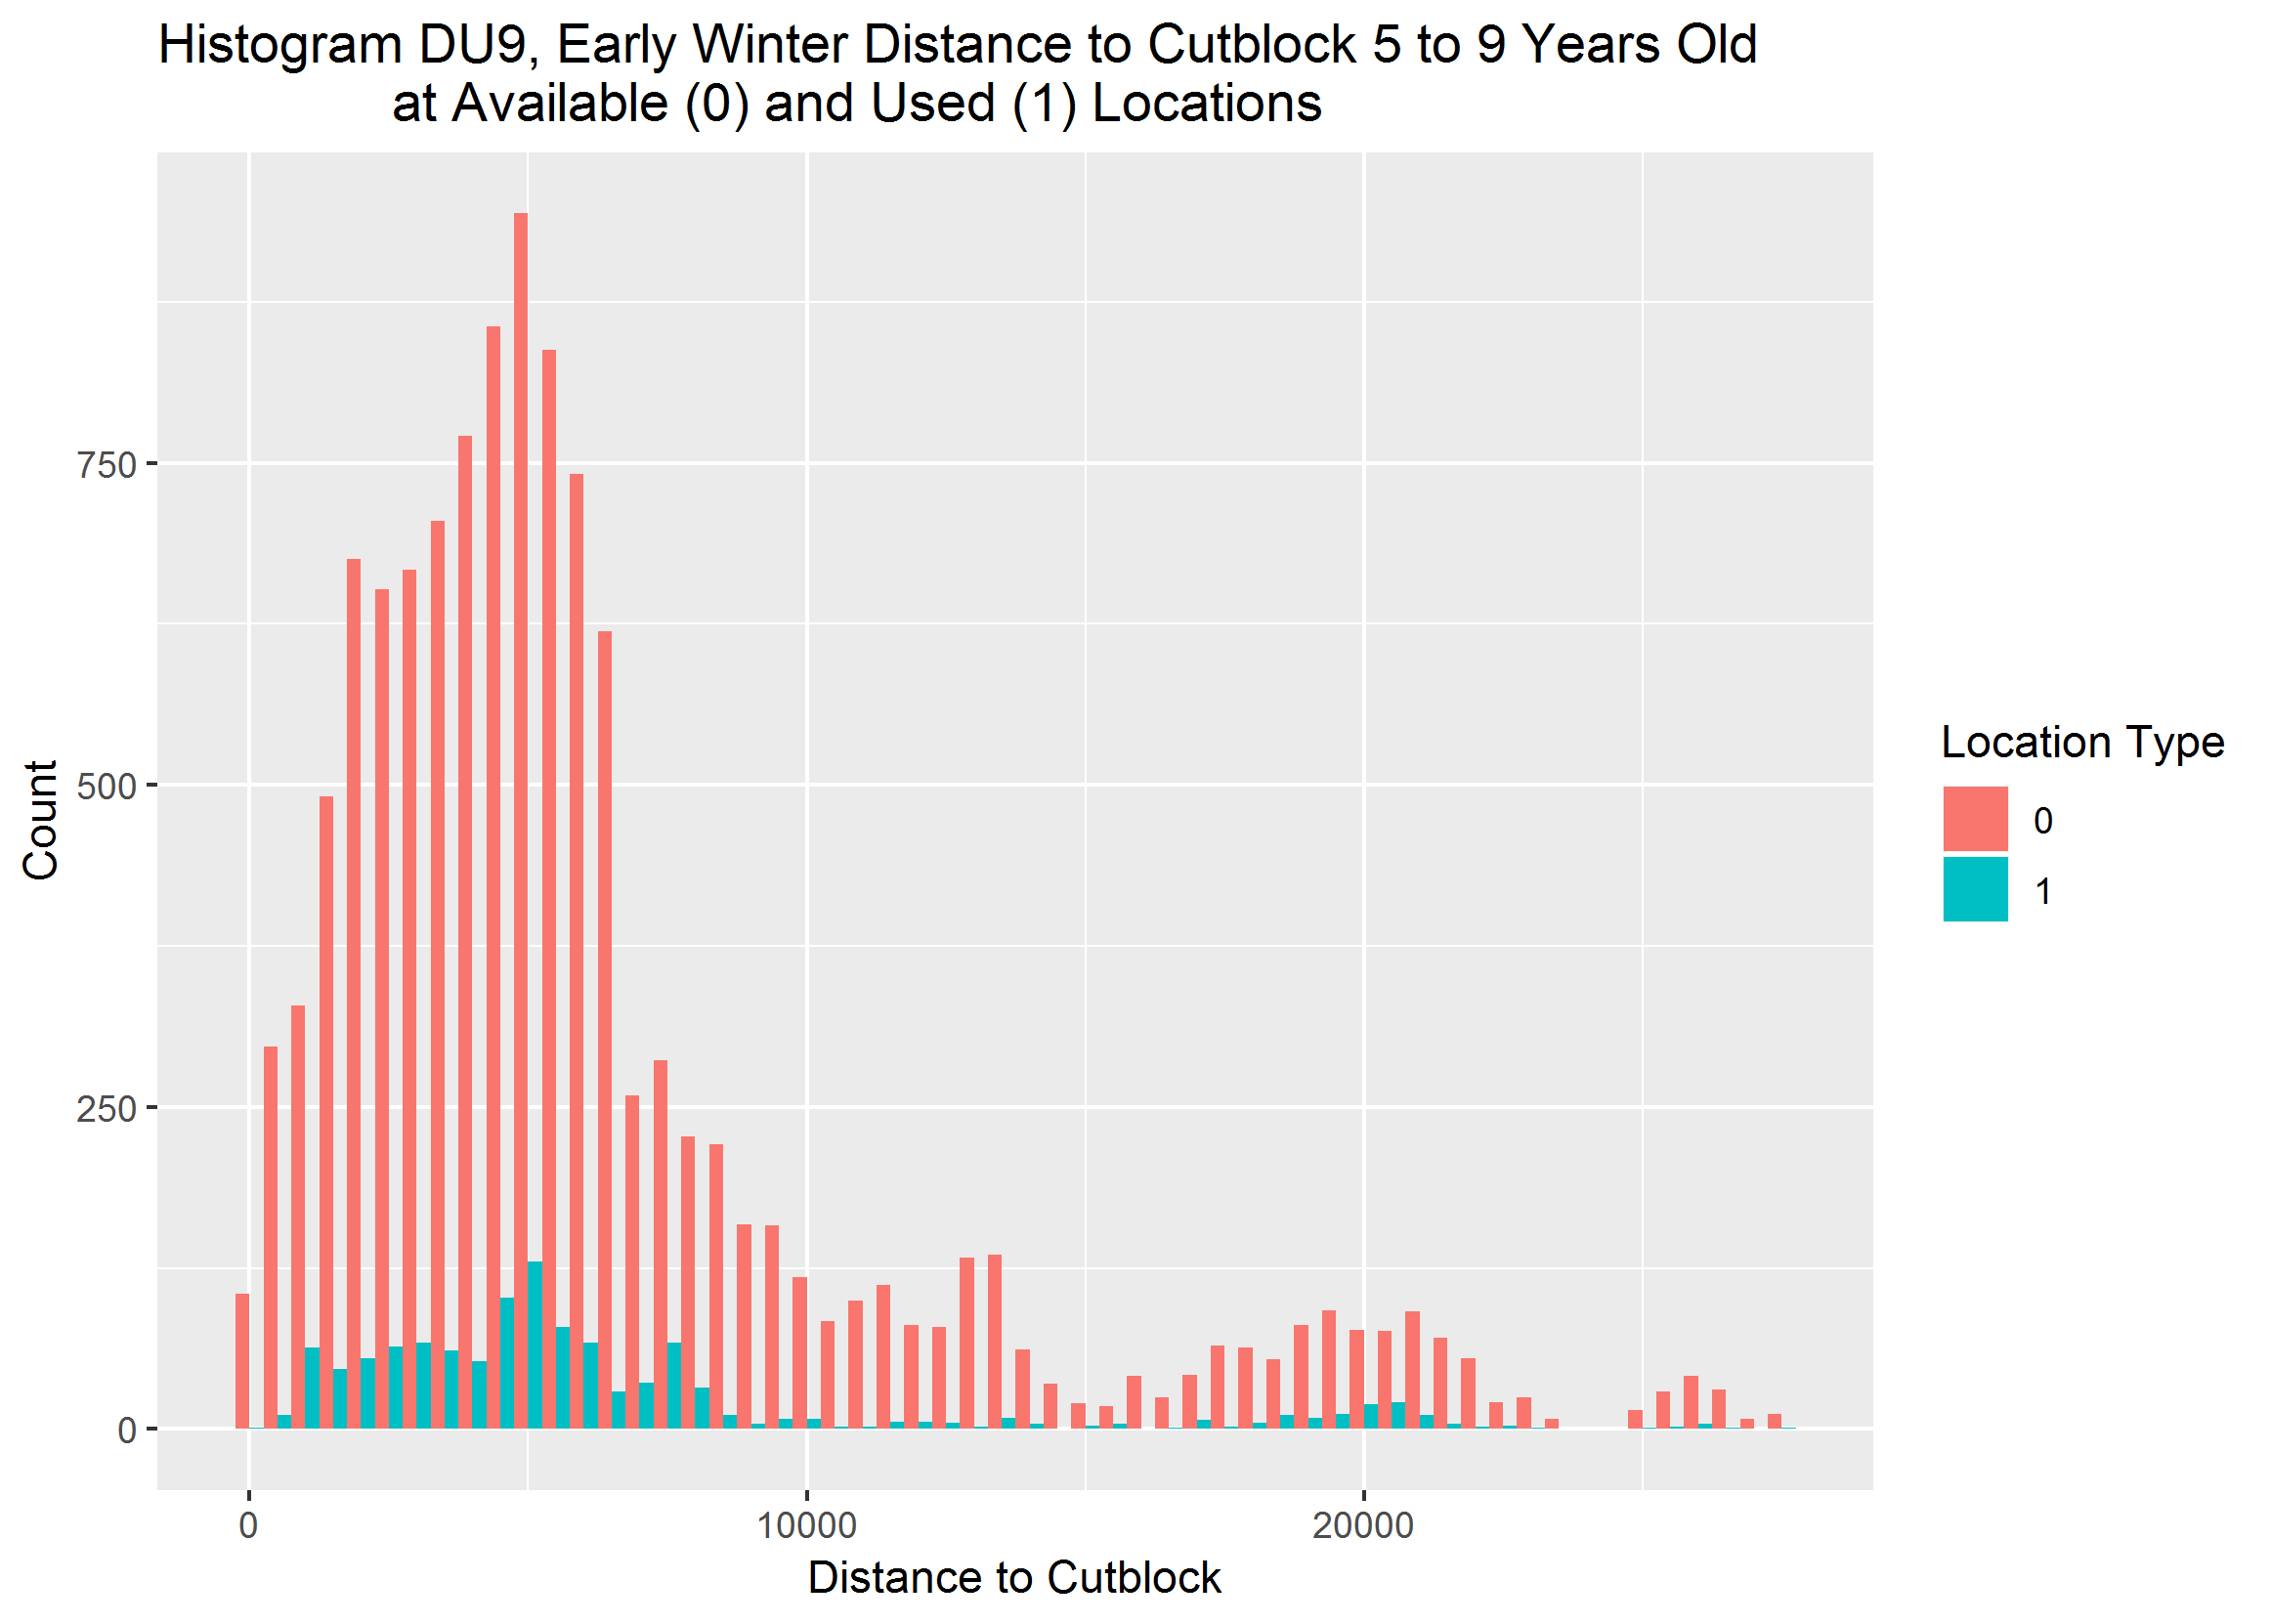 Histogram DU9, Early Winter Distance to Cutblock 5 to 9 Years Old
at Available (0) and Used (1) Locations
750
500
250
0
Count
0
10000
20000
Distance to Cutblock
Location Type
0
1